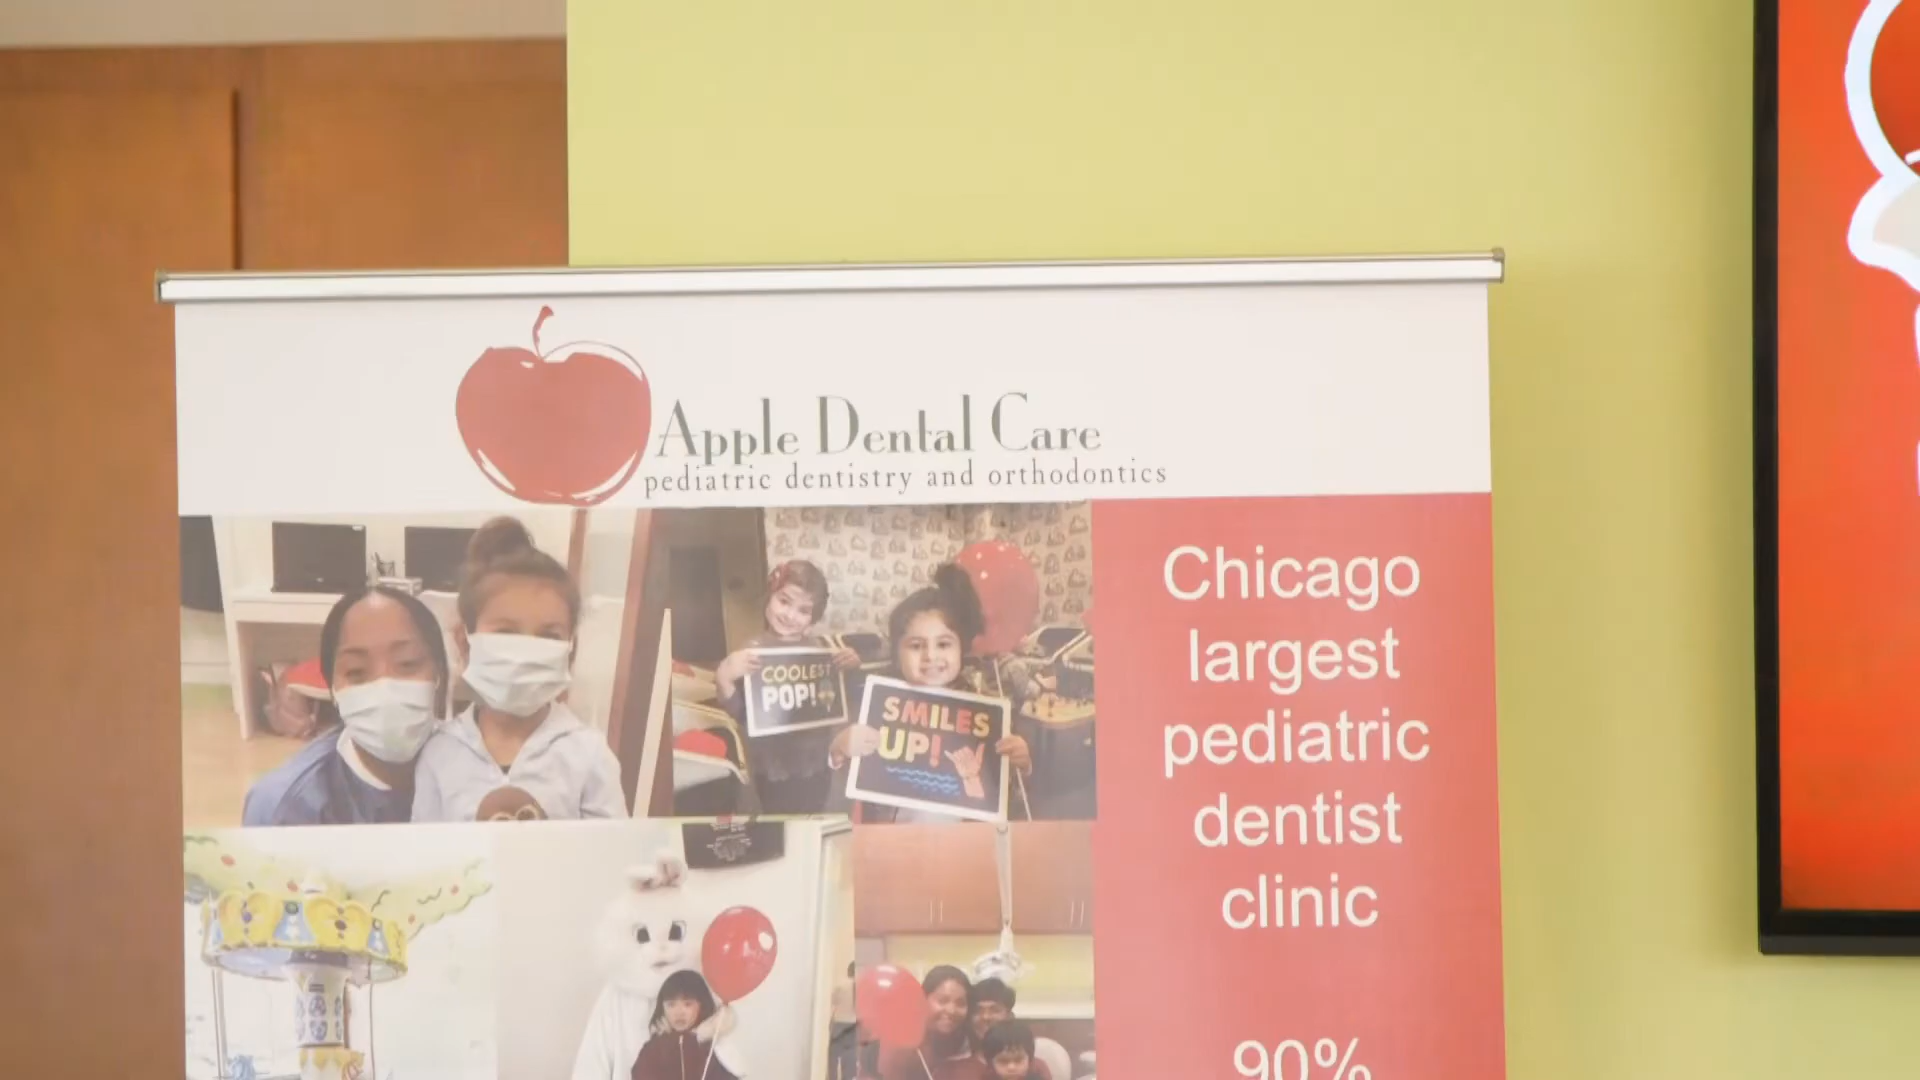 Apple Dental Care
pediatric dentistry and orthodontics
COOLEST
POP!
SMILES
UP!
Chicago
largest
pediatric
dentist
clinic
90%